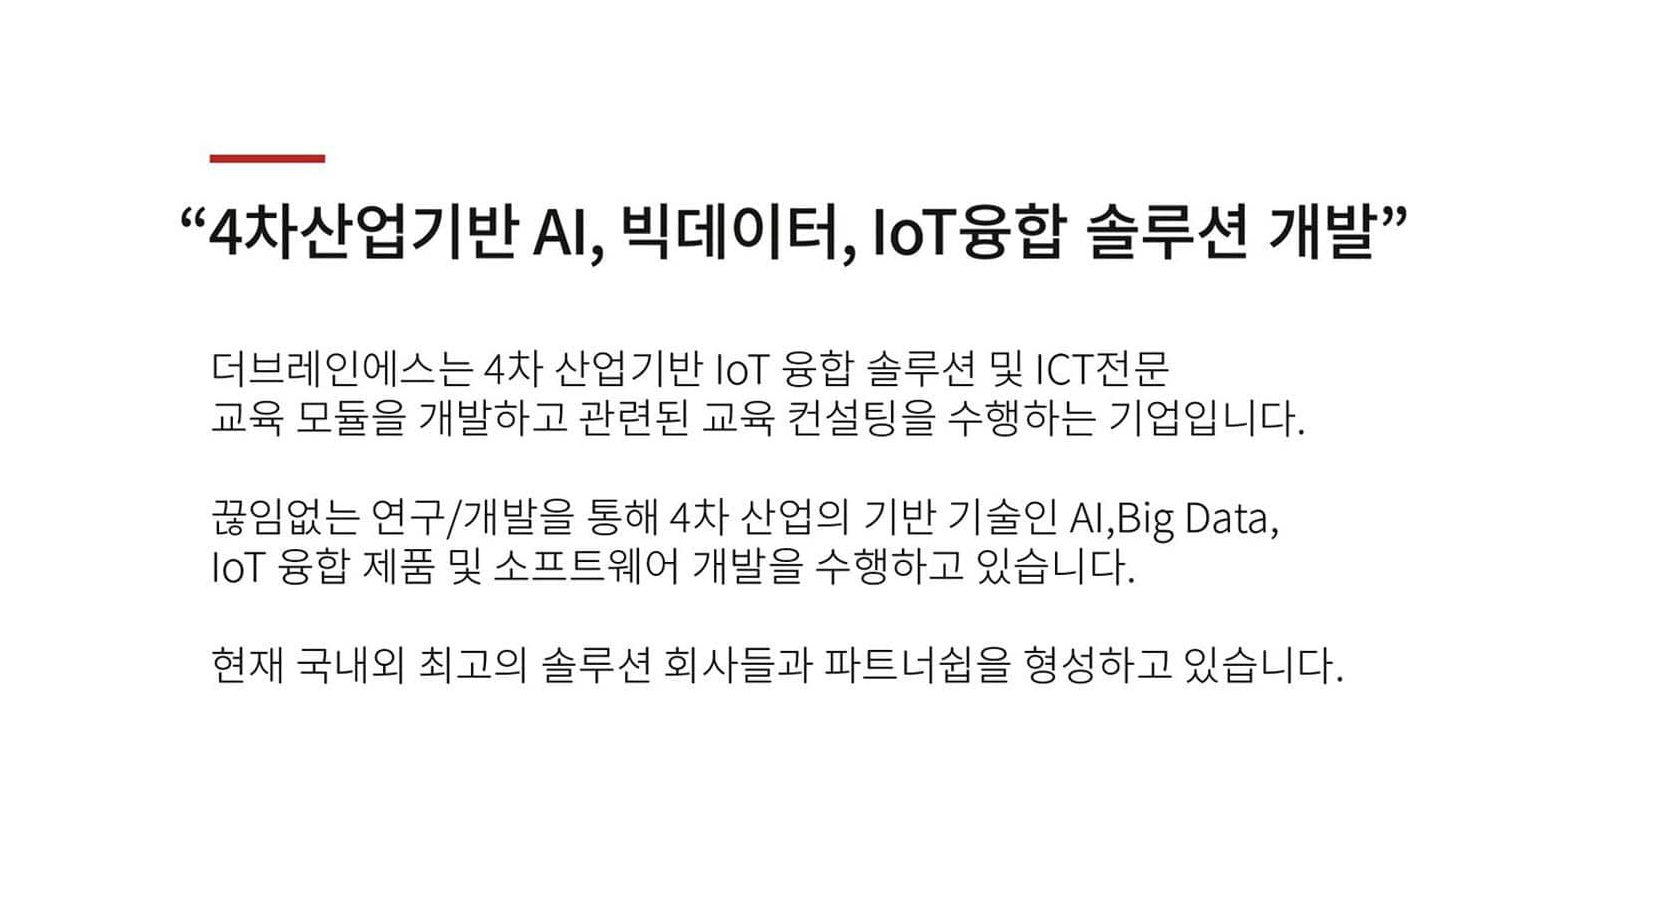 “4차산업기반 AI, 빅데이터, IoT융합 솔루션 개발”
더브레인에스는 4차 산업기반 IoT 융합 솔루션 및 ICT전문
교육 모듈을 개발하고 관련된 교육 컨설팅을 수행하는 기업입니다.
끊임없는 연구/개발을 통해 4차 산업의 기반 기술인 AI,Big Data,
IoT 융합 제품 및 소프트웨어 개발을 수행하고 있습니다.
현재 국내외 최고의 솔루션 회사들과 파트너쉽을 형성하고 있습니다.